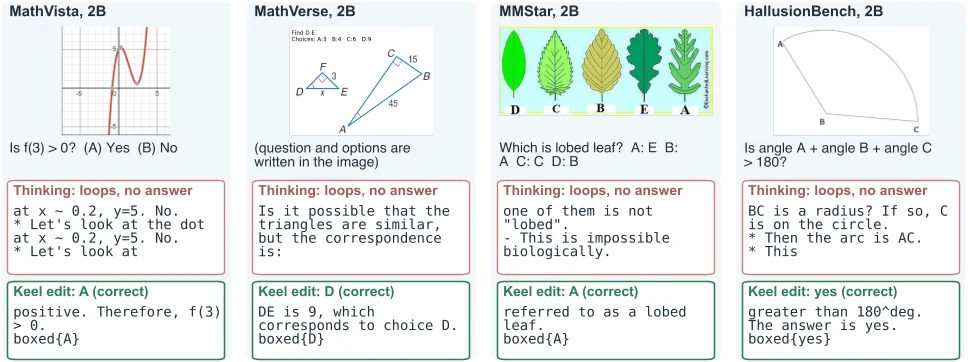 MathVista, 2B
5
-5
0
5
-5
Is f(3) > 0?  (A) Yes  (B) No
Thinking: loops, no answer
at x ~ 0.2, y=5. No.
* Let's look at the dot
at x ~ 0.2, y=5. No.
* Let's look at
Keel edit: A (correct)
positive. Therefore, f(3)
> 0.
boxed{A}
MathVerse, 2B
Find D E.
Choices: A:3  B:4  C:6  D:9
C
15
F
3
B
D
x
E
45
A
(question and options are
written in the image)
Thinking: loops, no answer
Is it possible that the
triangles are similar,
but the correspondence
is:
Keel edit: D (correct)
DE is 9, which
corresponds to choice D.
boxed{D}
MMStar, 2B
©EnchantedLearning.com
D C B E A
Which is lobed leaf?  A: E  B:
A  C: C  D: B
Thinking: loops, no answer
one of them is not
"lobed".
- This is impossible
biologically.
Keel edit: A (correct)
referred to as a lobed
leaf.
boxed{A}
HallusionBench, 2B
A
B
C
Is angle A + angle B + angle C
> 180?
Thinking: loops, no answer
BC is a radius? If so, C
is on the circle.
* Then the arc is AC.
* This
Keel edit: yes (correct)
greater than 180^deg.
The answer is yes.
boxed{yes}